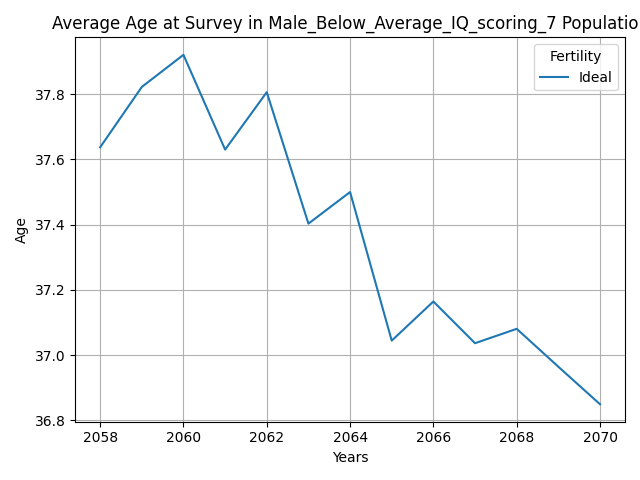 Average Age at Survey in Male_Below_Average_IQ_scoring_7 Populatio
Fertility
Ideal
37.8
37.6
37.4
37.2
37.0
36.8
Age
2058 2060 2062 2064 2066 2068 2070
Years